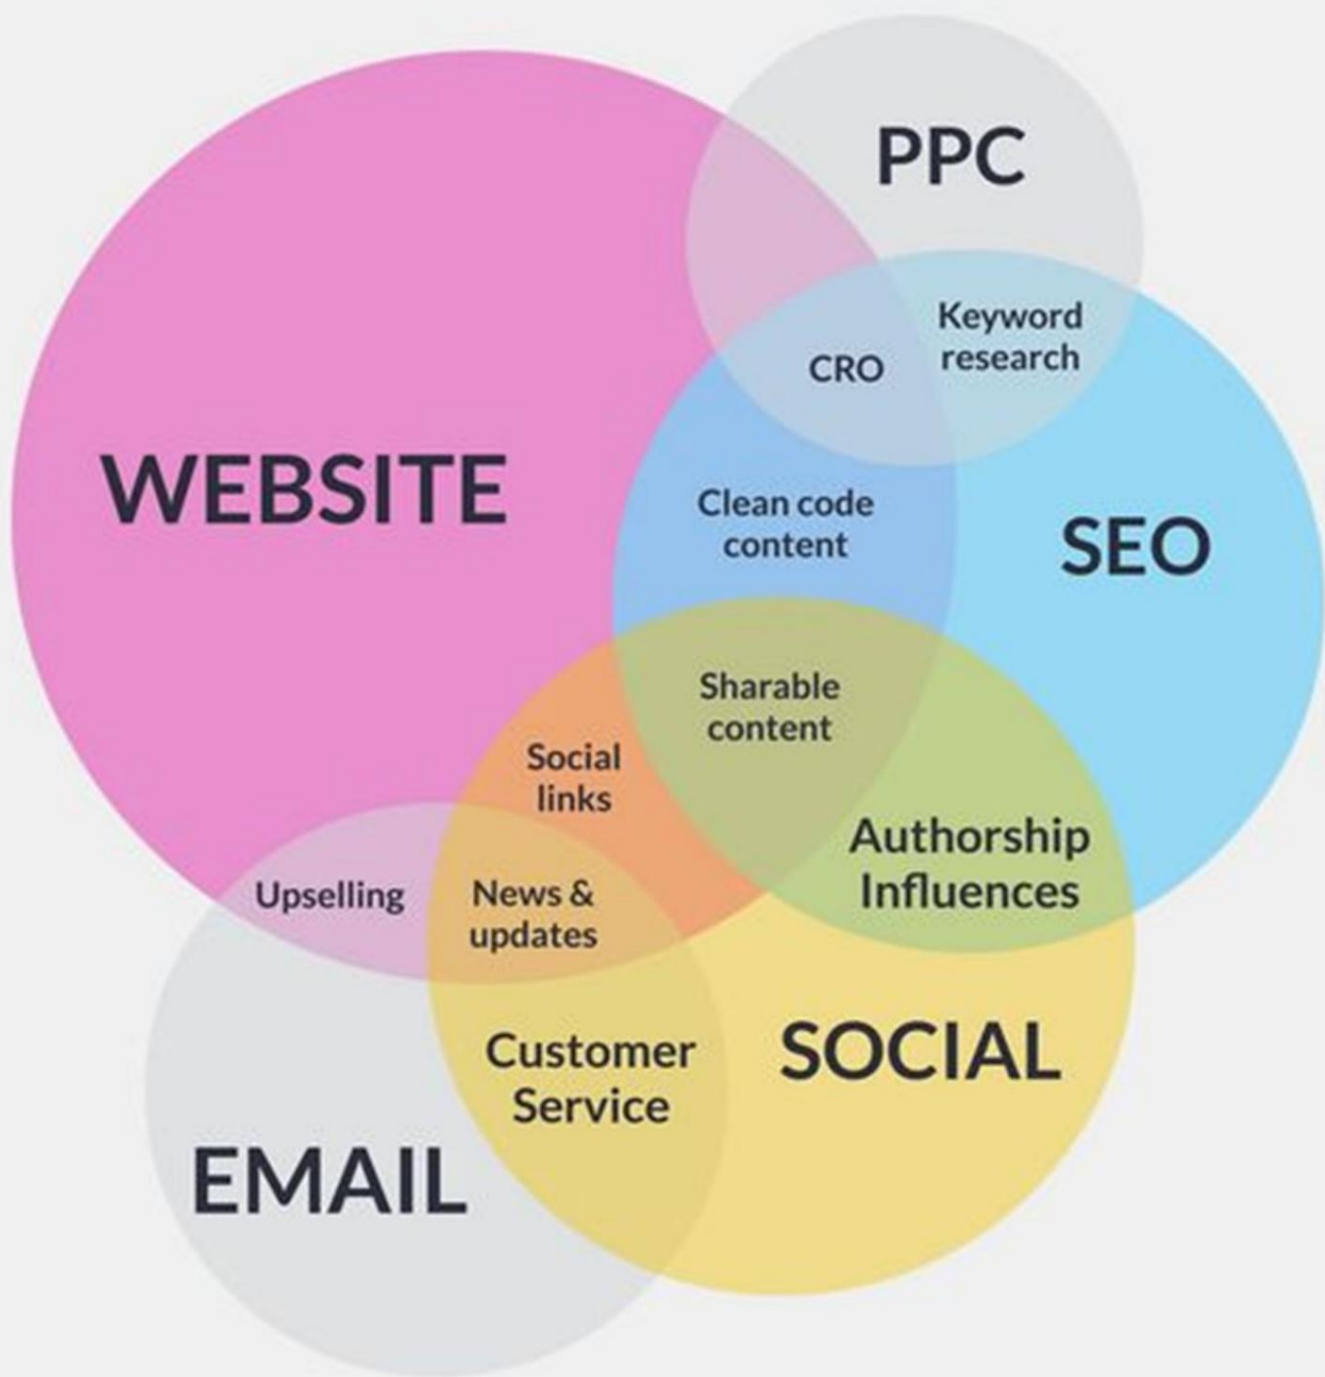 PPC
Keyword
research
CRO
WEBSITE
Clean code
content
SEO
Sharable
content
Social
links
Authorship
Influences
Upselling
News &
updates
Customer
Service
SOCIAL
EMAIL